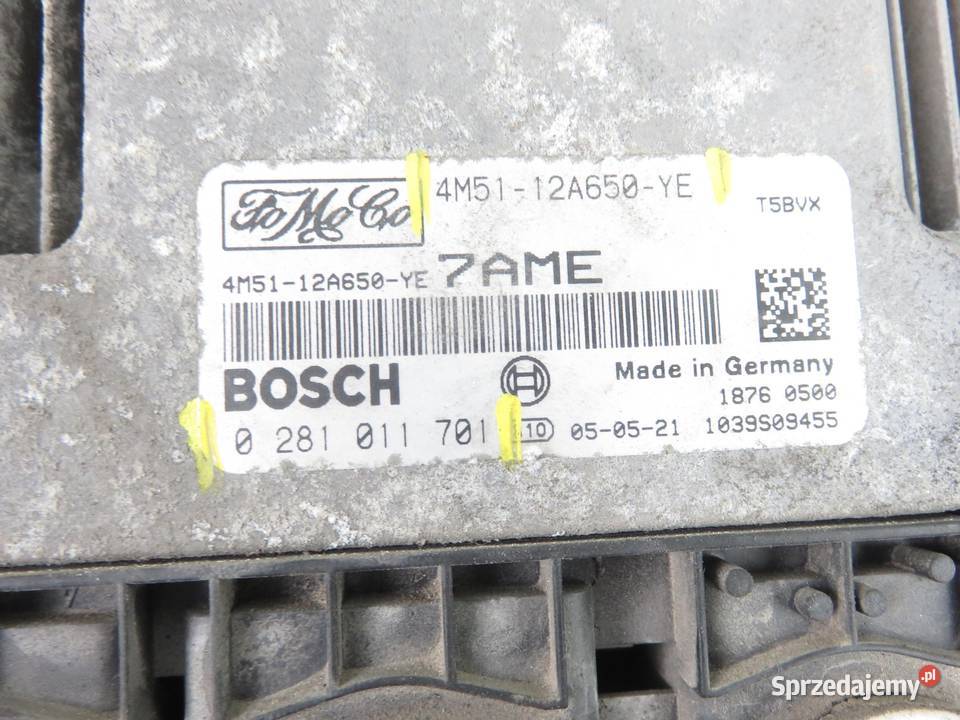 FoMoCo
4M51-12A650-YE
T5BVX
4M51-12A650-YE 7AME
BOSCH
Made in Germany
1876 0500
0 281 011 701
10 05-05-21 1039S09455
Sprzedajemy.pl